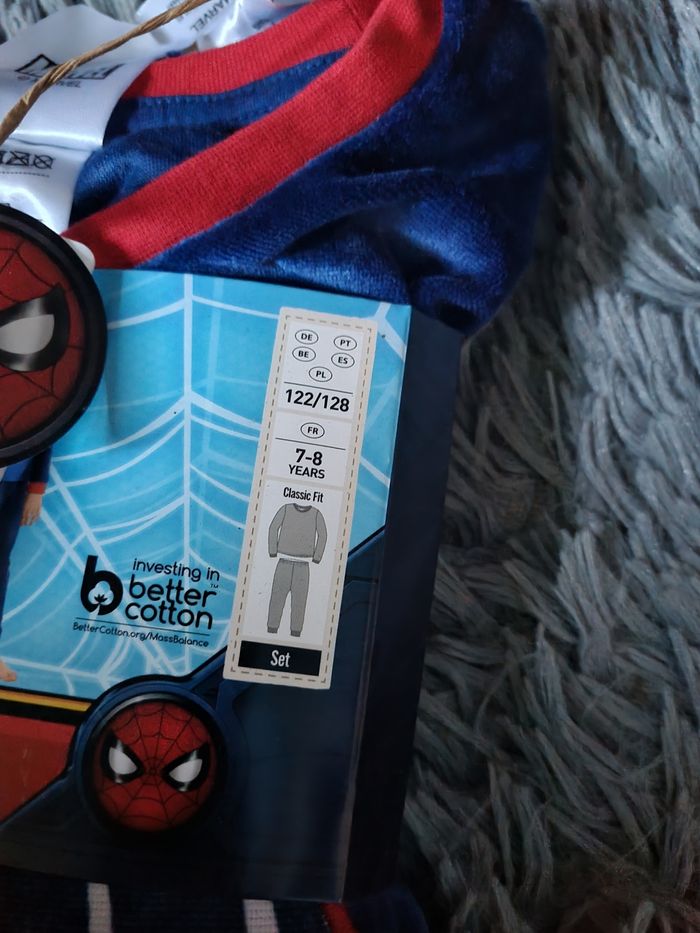 MARVEL
DE PT
BE ES
PL
122/128
FR
7-8
YEARS
Classic Fit
investing in
better™
cotton
BetterCotton.org/MassBalance
Set